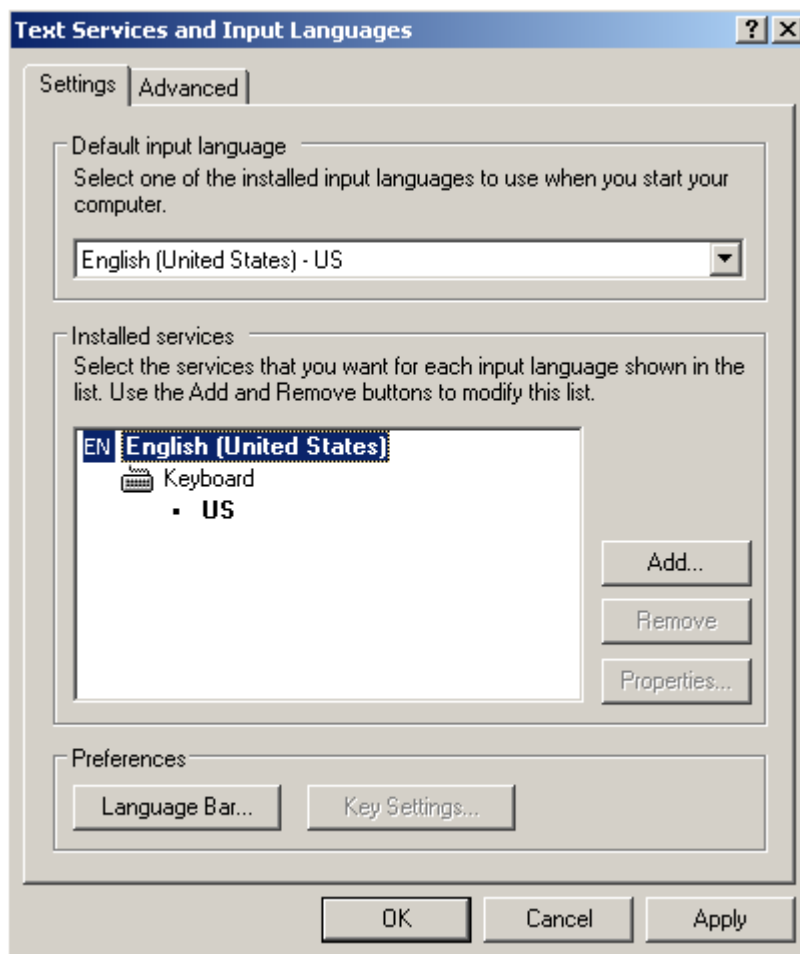 Text Services and Input Languages
Settings
Advanced
Default input language
Select one of the installed input languages to use when you start your
computer.
English (United States) - US
Installed services
Select the services that you want for each input language shown in the
list. Use the Add and Remove buttons to modify this list.
EN English (United States)
Keyboard
US
Add...
Remove
Properties...
Preferences
Language Bar...
Key Settings...
OK
Cancel
Apply